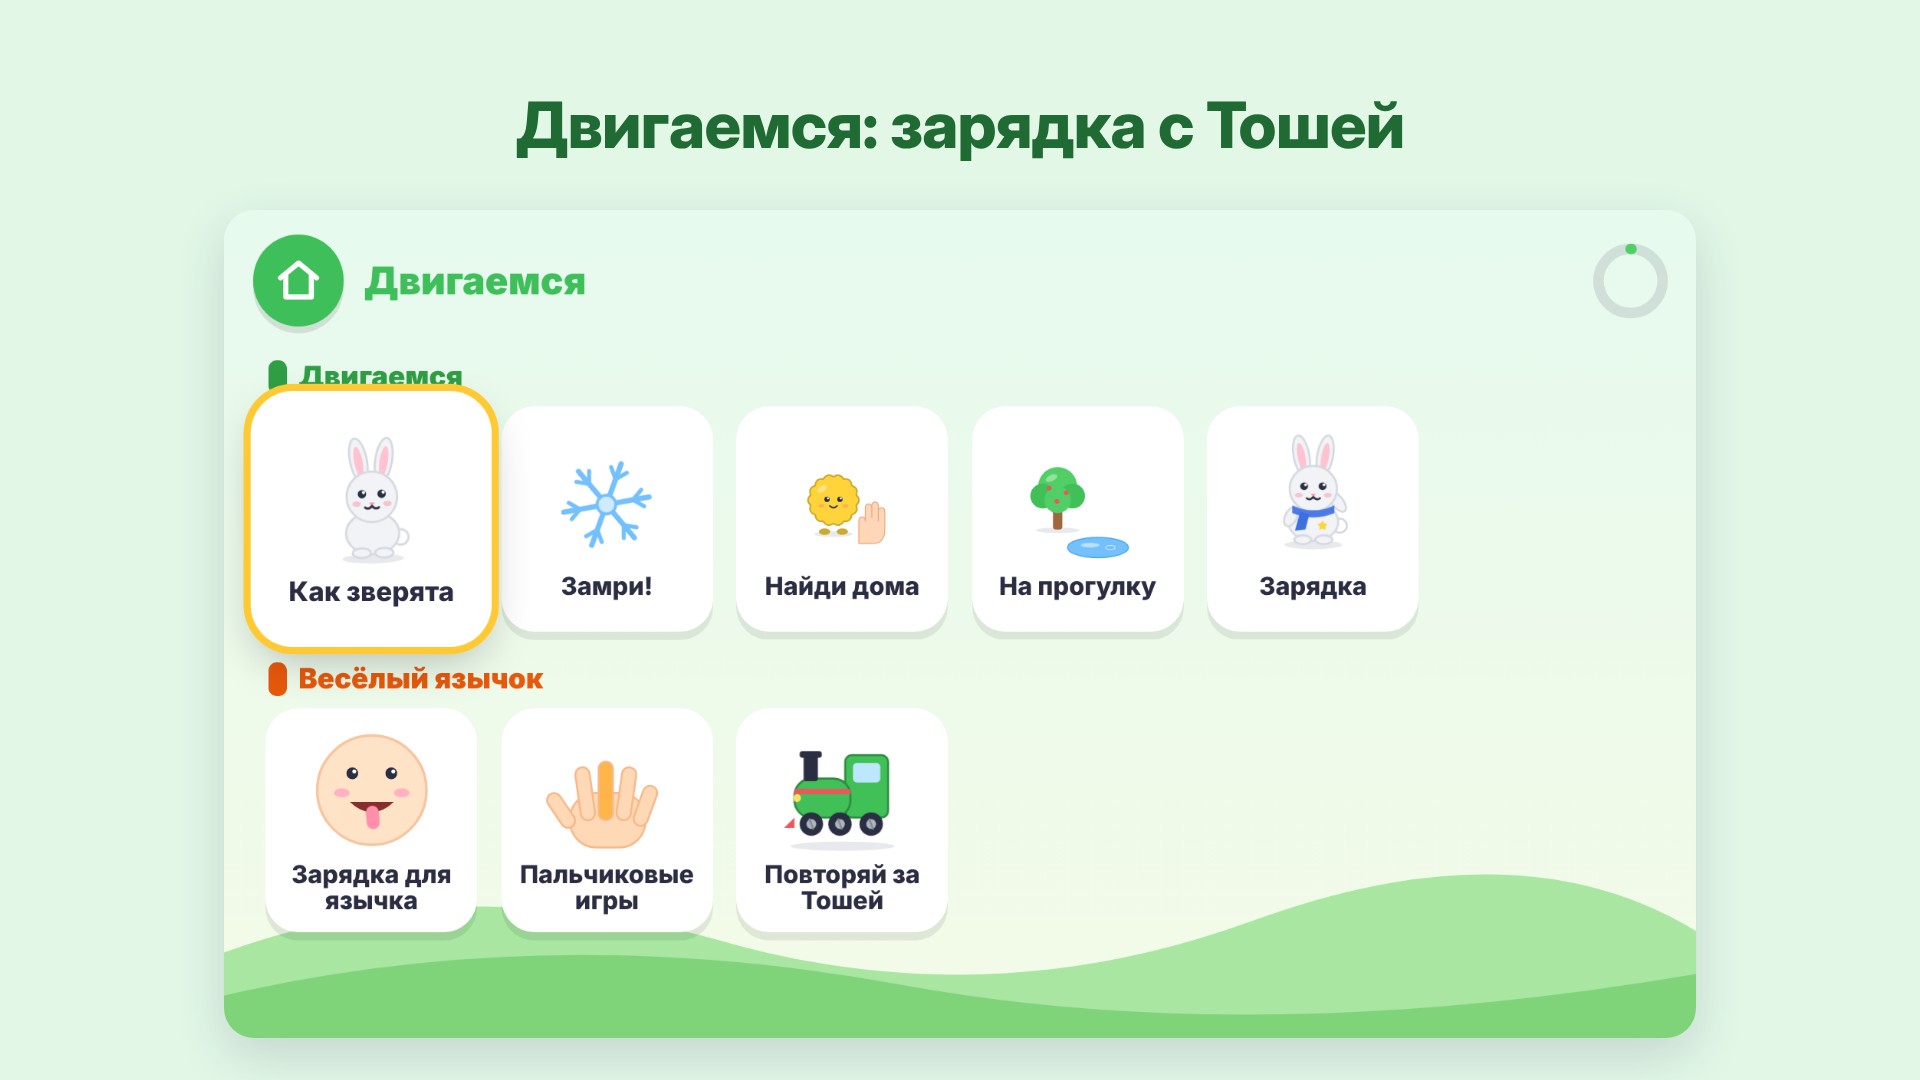 Двигаемся: зарядка с Тошей
Двигаемся
Двигаемся
Как зверята
Замри!
Найди дома
На прогулку
Зарядка
Весёлый язычок
Зарядка для
язычка
Пальчиковые
игры
Повторяй за
Тошей